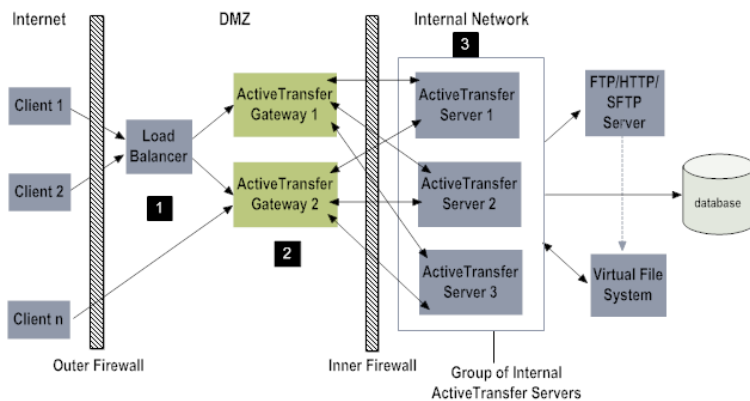 Internet
DMZ
Internal Network
3
Client 1
Client 2
Client n
Load
Balancer
1
ActiveTransfer
Gateway 1
ActiveTransfer
Gateway 2
2
ActiveTransfer
Server 1
ActiveTransfer
Server 2
ActiveTransfer
Server 3
FTP/HTTP/
SFTP
Server
database
Virtual File
System
Outer Firewall
Inner Firewall
Group of Internal
ActiveTransfer Servers